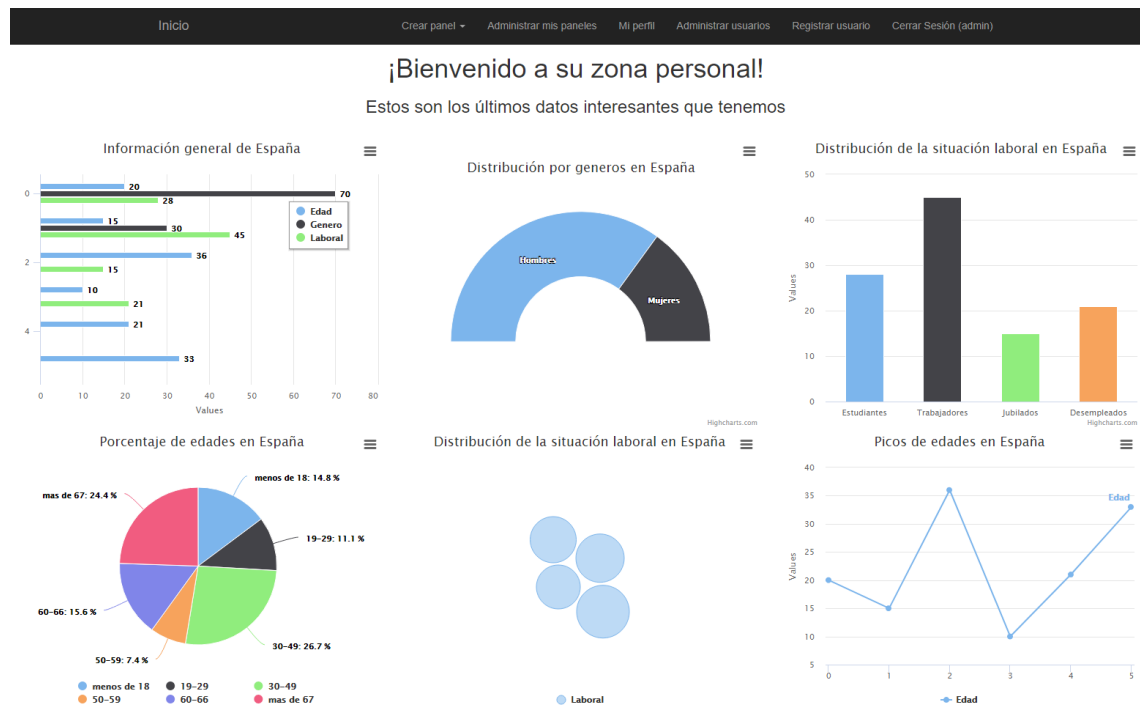 Inicio Crear panel Administrar mis paneles Mi perfil Administrar usuarios Registrar usuario Cerrar Sesión (admin)
¡Bienvenido a su zona personal!
Estos son los últimos datos interesantes que tenemos
Información general de España
0
2
4
20
70
28
15
30
45
36
15
10
21
21
33
Edad
Genero
Laboral
0 10 20 30 40 50 60 70 80
Values
Distribución por generos en España
Hombres
Mujeres
Highcharts.com
Distribución de la situación laboral en España
50
40
30
20
10
0
Values
Estudiantes Trabajadores Jubilados Desempleados
Highcharts.com
Porcentaje de edades en España
menos de 18: 14.8 %
mas de 67: 24.4 %
19-29: 11.1 %
60-66: 15.6 %
30-49: 26.7 %
50-59: 7.4 %
menos de 18 19-29 30-49
50-59 60-66 mas de 67
Distribución de la situación laboral en España
Laboral
Picos de edades en España
40
35
30
25
20
15
10
5
Values
Edad
0 1 2 3 4 5
Edad